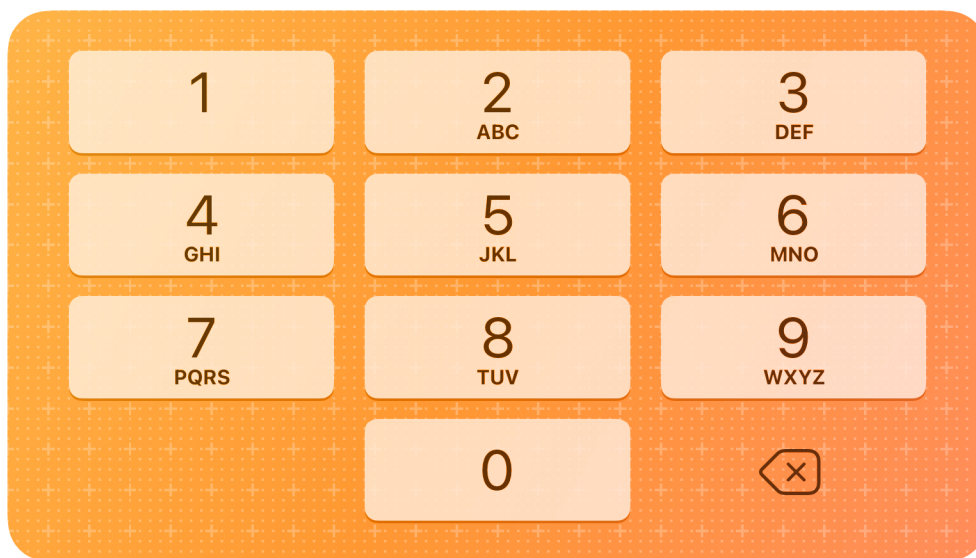 1 2 3
ABC DEF
4 5 6
GHI JKL MNO
7 8 9
PQRS TUV WXYZ
0